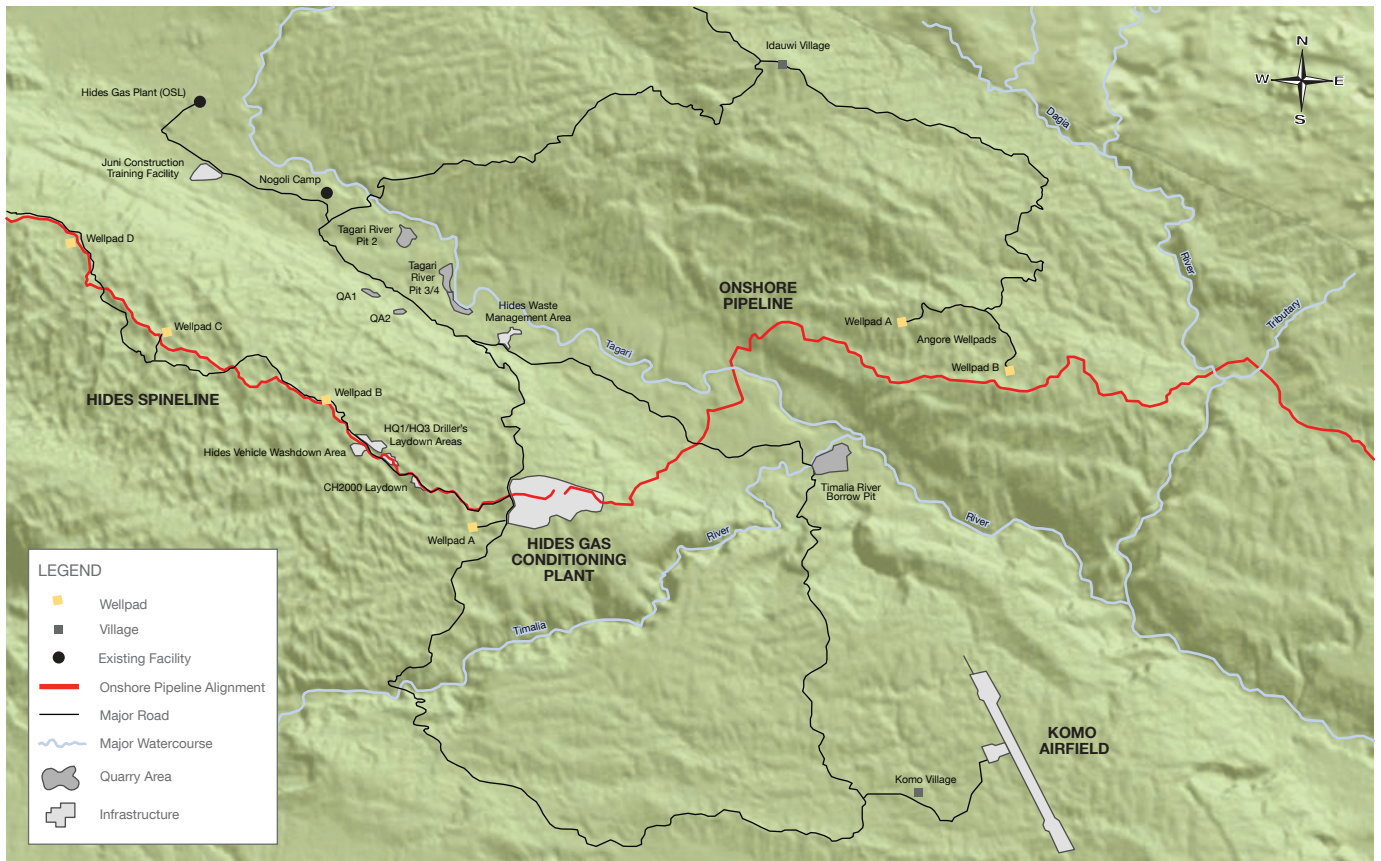 Idauwi Village
N
W
E
S
Hides Gas Plant (OSL)
Dagia
River
Juni Construction
Training Facility
Nogoli Camp
Tagari River
Pit 2
Wellpad D
Tagari
River
Pit 3/4
QA1
QA2
Hides Waste
Management Area
ONSHORE
PIPELINE
Tributary
Wellpad C
Wellpad A
Angore Wellpads
Wellpad B
Tagari
River
HIDES SPINELINE
Wellpad B
HQ1/HQ3 Driller's
Laydown Areas
Hides Vehicle Washdown Area
CH2000 Laydown
Timalia River
Borrow Pit
Wellpad A
HIDES GAS
CONDITIONING
PLANT
River
Timalia
KOMO
AIRFIELD
Komo Village
LEGEND
Wellpad
Village
Existing Facility
Onshore Pipeline Alignment
Major Road
Major Watercourse
Quarry Area
Infrastructure